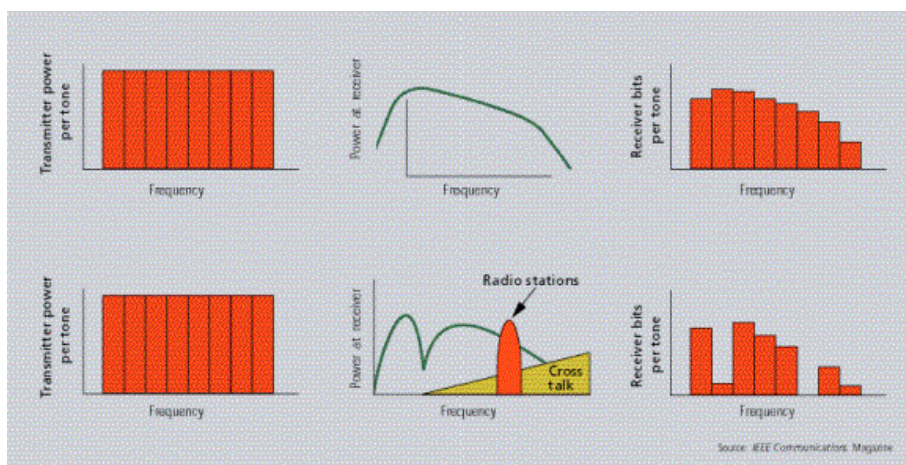 Transmitter power
per tone
Frequency
Power at receiver
Frequency
Receiver bits
per tone
Frequency
Transmitter power
per tone
Frequency
Radio stations
Power at receiver
Cross
talk
Frequency
Receiver bits
per tone
Frequency
Source: IEEE Communications Magazine